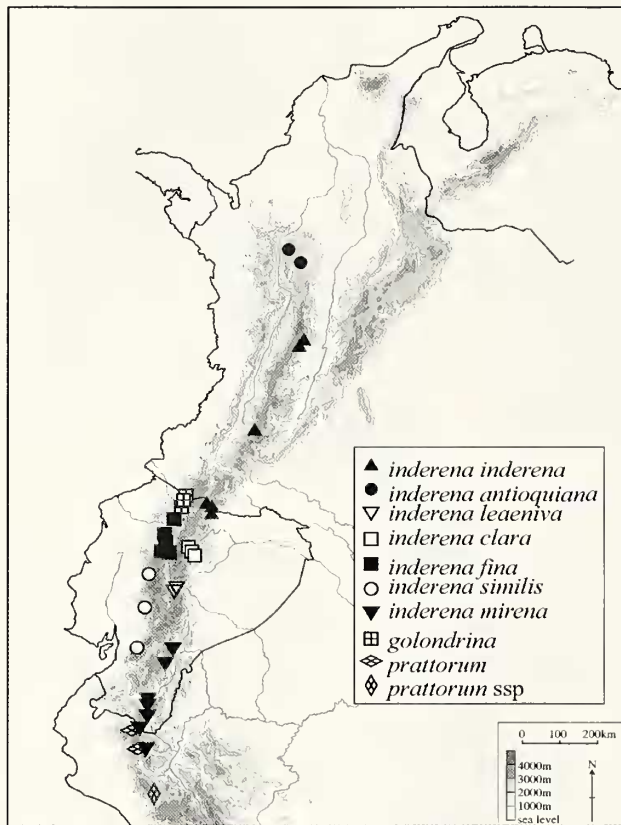 inderena inderena
inderena antioquiana
inderena leaeniva
inderena clara
inderena fina
inderena similis
inderena mirena
golondrina
prattorum
prattorum ssp
0 100 200km
4000m
3000m
2000m
1000m
sea level
N